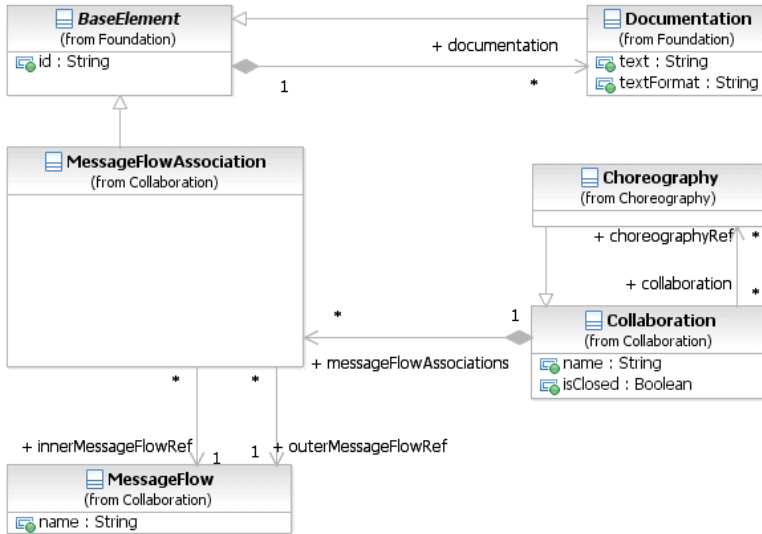 BaseElement
(from Foundation)
id : String
Documentation
(from Foundation)
text : String
textFormat : String
+ documentation
1
*
MessageFlowAssociation
(from Collaboration)
Choreography
(from Choreography)
+ choreographyRef
*
+ collaboration
*
*
1
+ messageFlowAssociations
Collaboration
(from Collaboration)
name : String
isClosed : Boolean
*
*
+ innerMessageFlowRef
1
1
+ outerMessageFlowRef
MessageFlow
(from Collaboration)
name : String